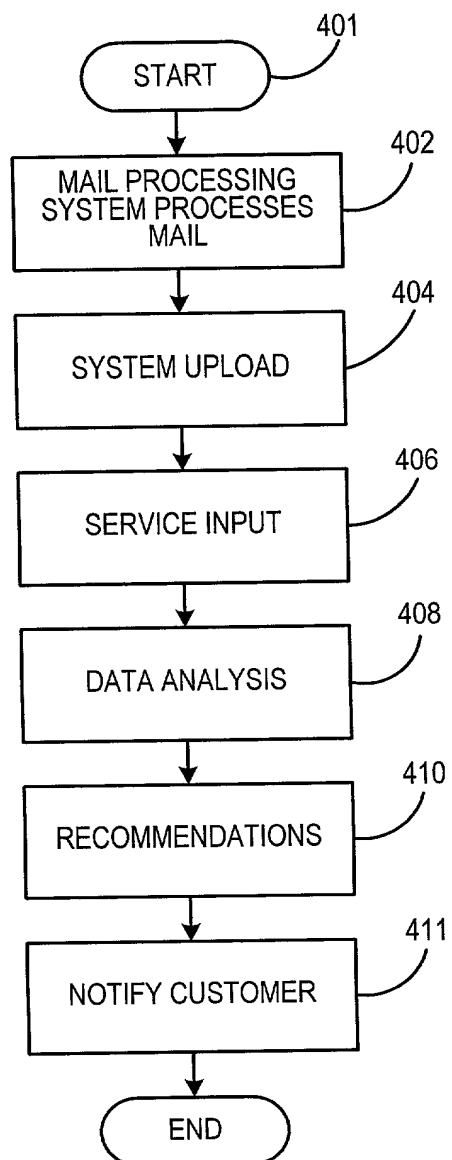 401
START
402
MAIL PROCESSING
SYSTEM PROCESSES
MAIL
404
SYSTEM UPLOAD
406
SERVICE INPUT
408
DATA ANALYSIS
410
RECOMMENDATIONS
411
NOTIFY CUSTOMER
END